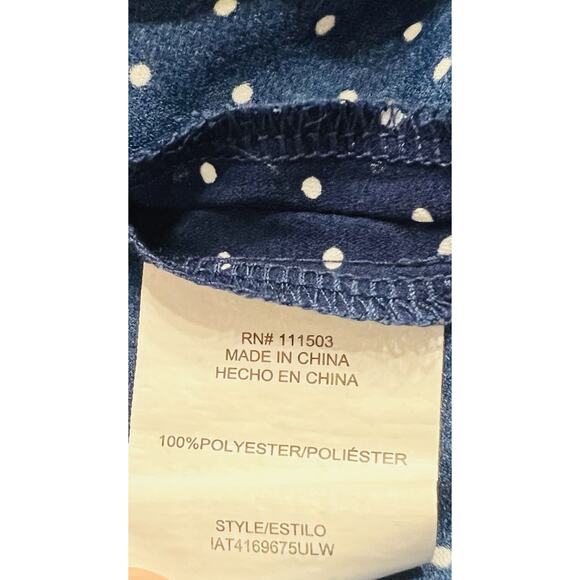 RN# 111503
MADE IN CHINA
HECHO EN CHINA
100%POLYESTER/POLIÉSTER
STYLE/ESTILO
IAT4169675ULW